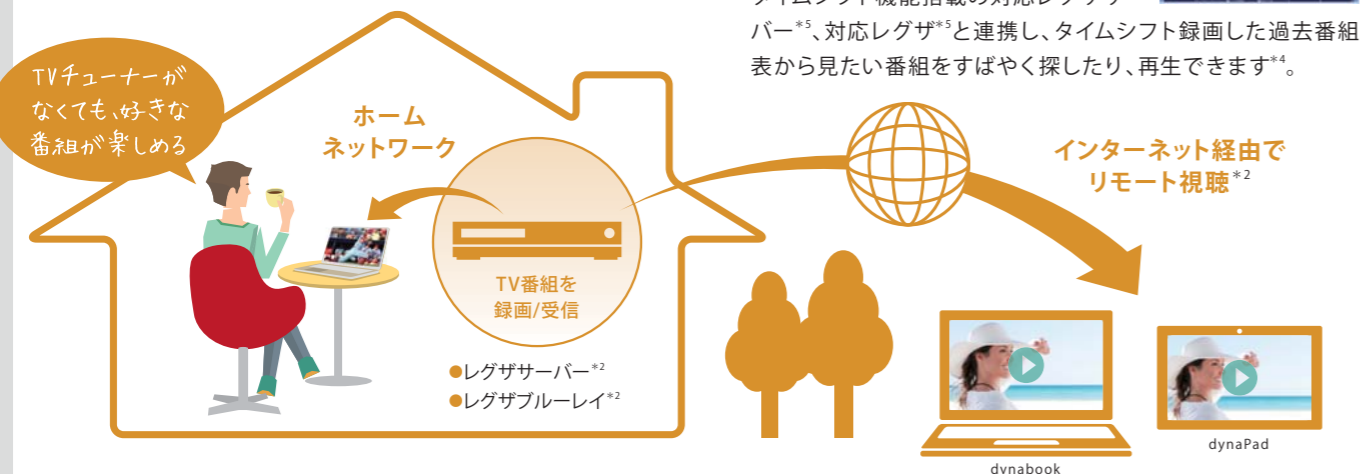 バー*5、対応レグザ*5と連携し、タイムシフト録画した過去番組
表から見たい番組をすばやく探したり、再生できます*4。
TVチューナーが
なくても、好きな
番組が楽しめる
ホーム
ネットワーク
TV番組を
録画/受信
●レグザサーバー*2
●レグザブルーレイ*2
インターネット経由で
リモート視聴*2
dynabook
dynaPad